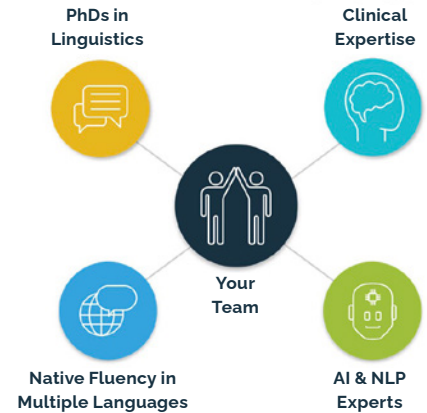 PhDs in
Linguistics
Clinical
Expertise
Your
Team
Native Fluency in
Multiple Languages
AI & NLP
Experts